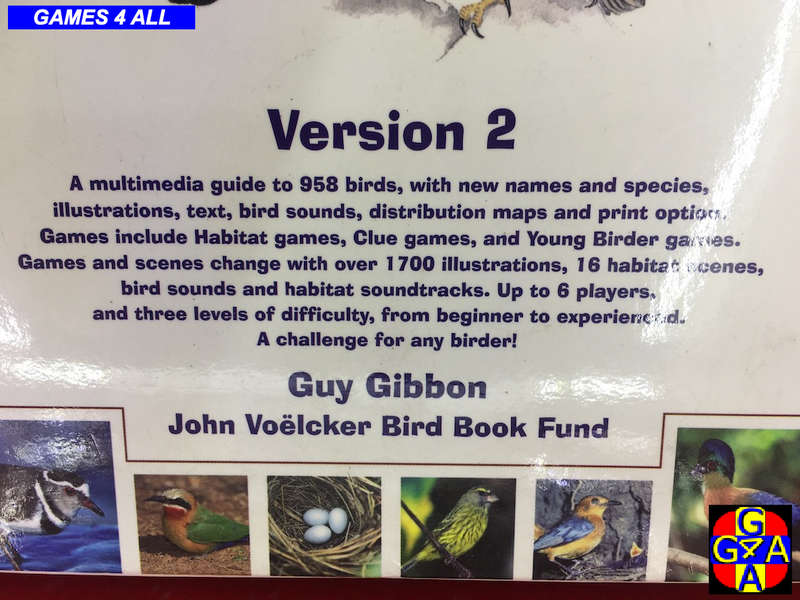 GAMES 4 ALL
Version 2
A multimedia guide to 958 birds, with new names and species,
illustrations, text, bird sounds, distribution maps and print option.
Games include Habitat games, Clue games, and Young Birder games.
Games and scenes change with over 1700 illustrations, 16 habitat scenes,
bird sounds and habitat soundtracks. Up to 6 players,
and three levels of difficulty, from beginner to experienced.
A challenge for any birder!
Guy Gibbon
John Voëlcker Bird Book Fund
G
G4A
A